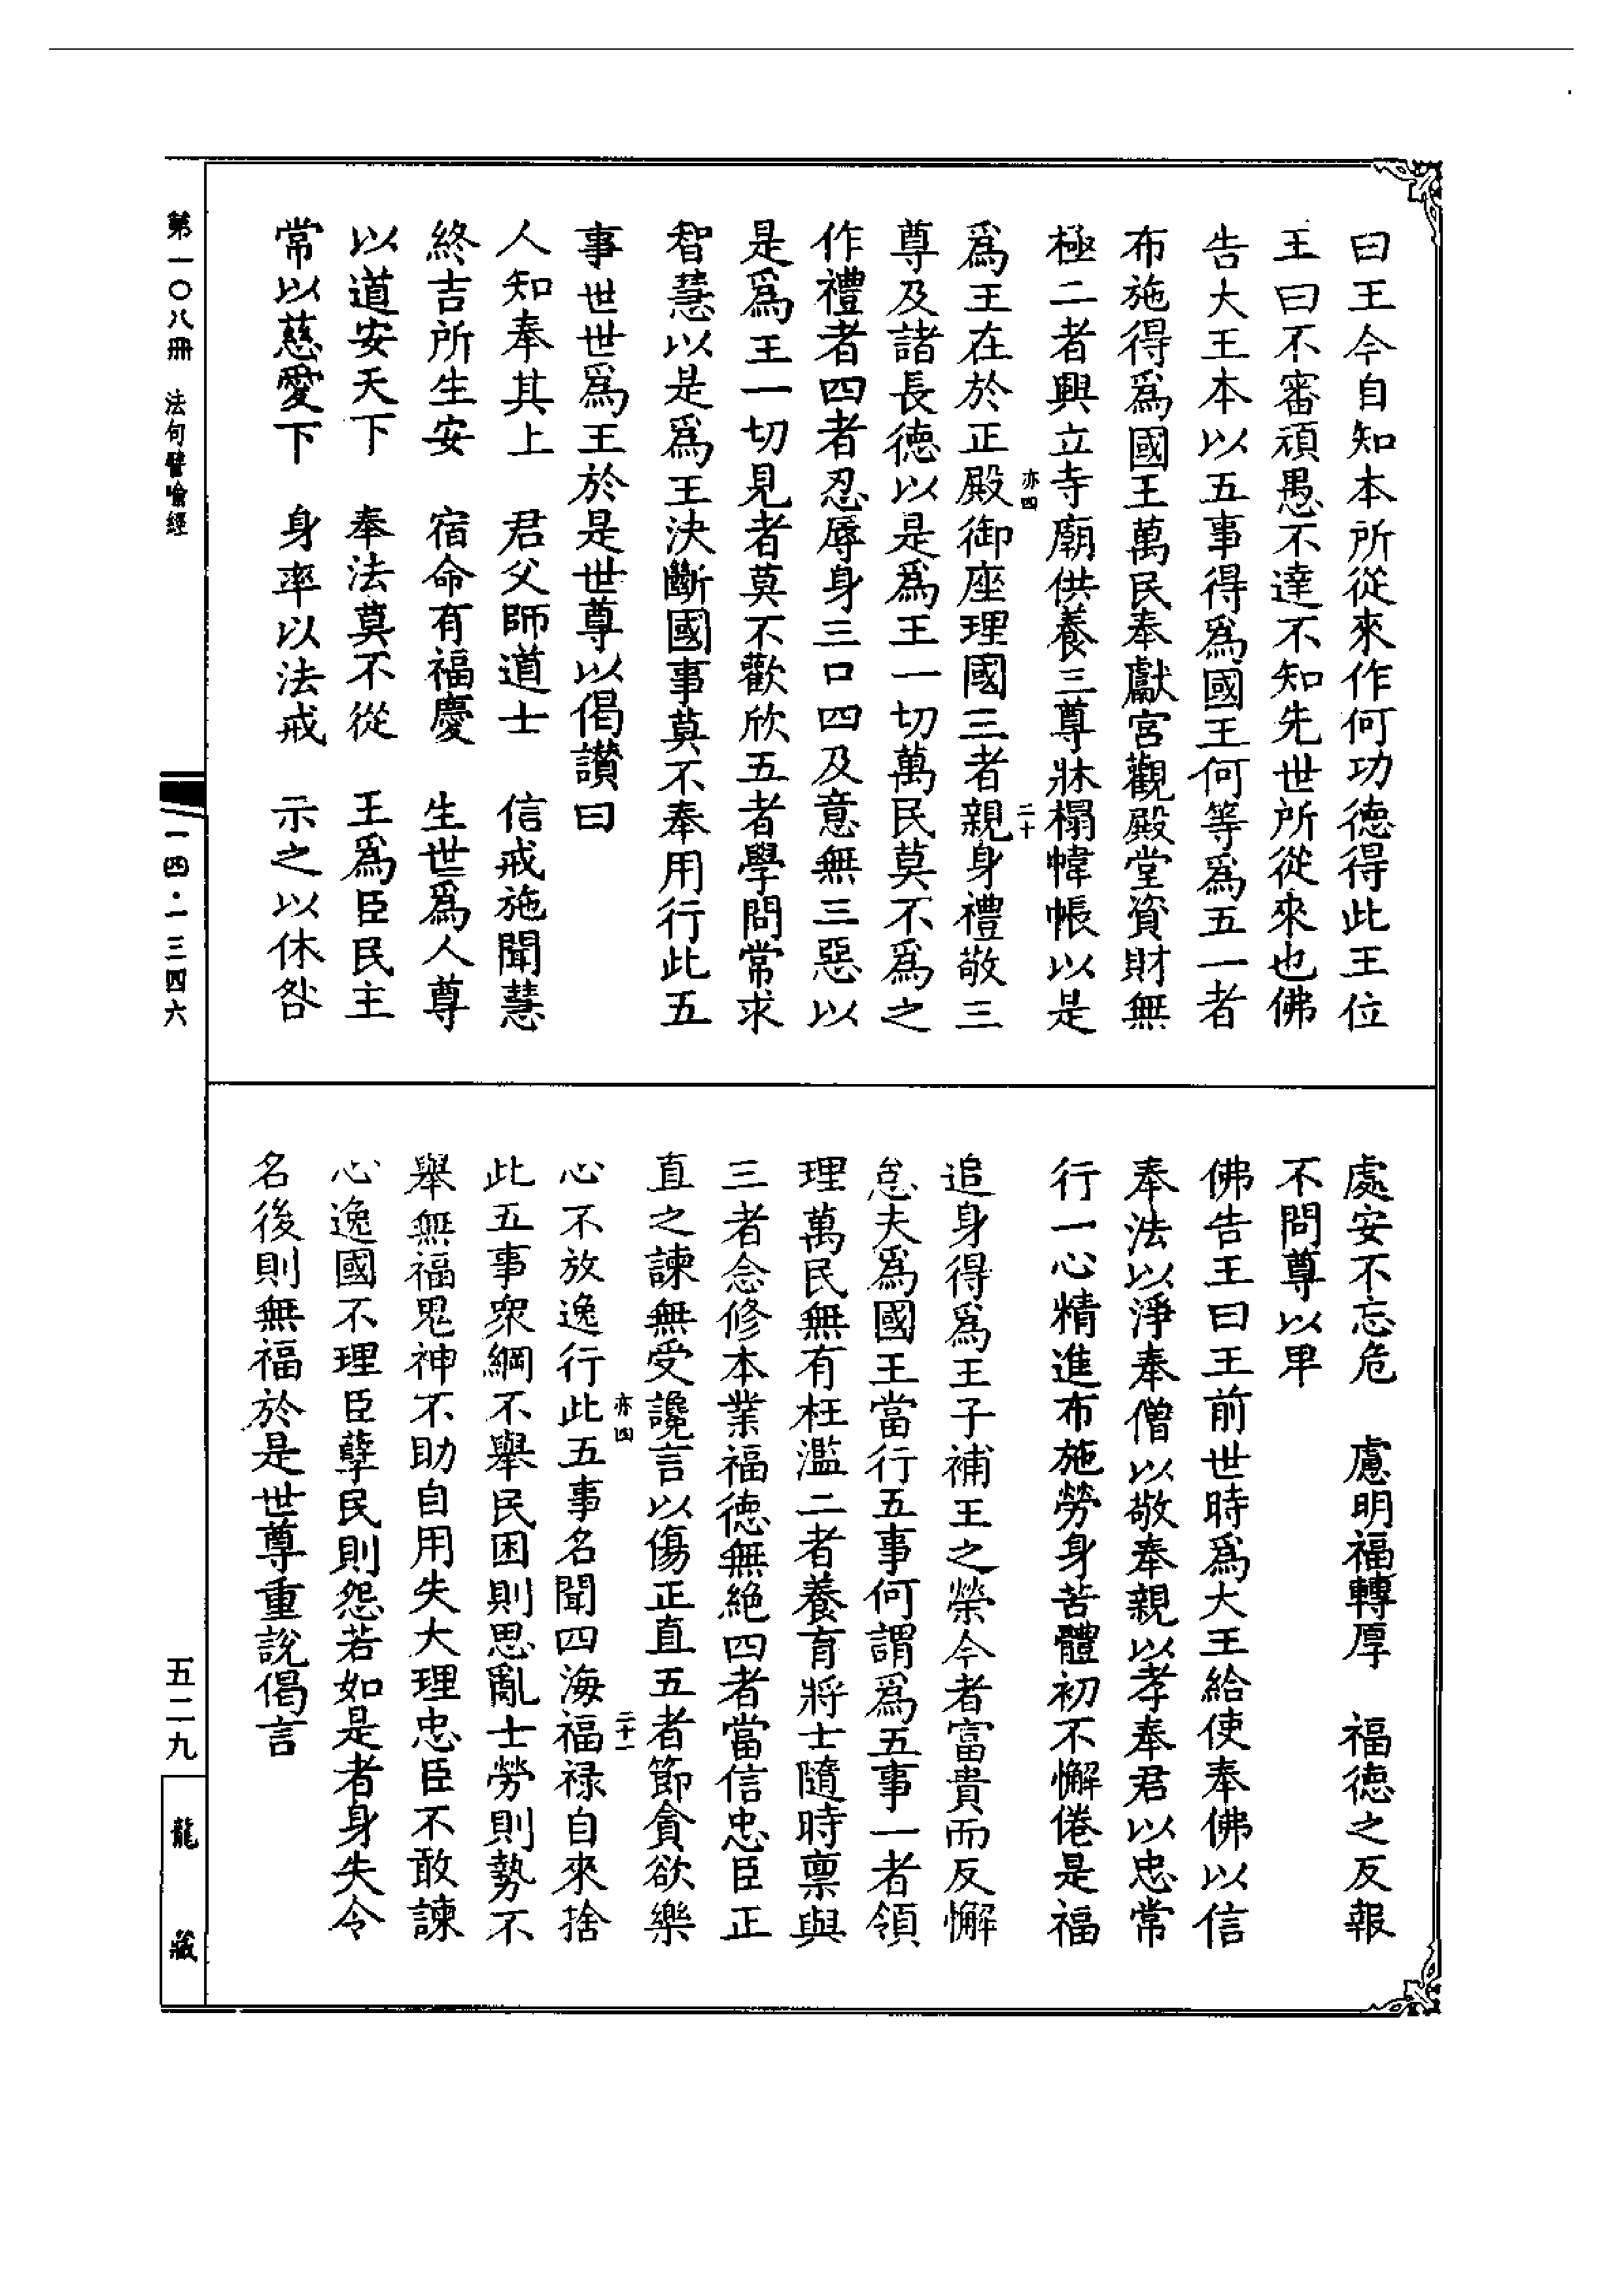 曰王今自知本所從來作何功德得此王位
王曰不審頑愚不達不知先世所從來也佛
告大王本以五事得爲國王何等爲五一者
布施得爲國王萬民奉獻宮觀殿堂資財無
極二者興立寺廟供養三尊牀榻幃帳以是
亦四
二十
爲王在於正殿御座理國三者親身禮敬三
尊及諸長德以是爲王一切萬民莫不爲之
作禮者四者忍辱身三口四及意無三惡以
是爲王一切見者莫不歡欣五者學問常求
智慧以是爲王決斷國事莫不奉用行此五
事世世爲王於是世尊以偈讃曰
人知奉其上　君父師道士　信戒施聞慧
終吉所生安　宿命有福慶　生世爲人尊
以道安天下　奉法莫不從　王爲臣民主
常以慈愛下　身率以法戒　示之以休咎
處安不忘危　慮明福轉厚　福德之反報
不問尊以卑
佛告王曰王前世時爲大王給使奉佛以信
奉法以淨奉僧以敬奉親以孝奉君以忠常
行一心精進布施勞身苦體初不懈倦是福
追身得爲王子補王之榮今者富貴而反懈
怠夫爲國王當行五事何謂爲五事一者領
理萬民無有枉濫二者養育將士隨時稟與
三者念修本業福德無絶四者當信忠臣正
直之諫無受讒言以傷正直五者節貪欲樂
亦四
二十一
心不放逸行此五事名聞四海福禄自來捨
此五事衆綱不舉民困則思亂士勞則勢不
舉無福鬼神不助自用失大理忠臣不敢諫
心逸國不理臣孽民則怨若如是者身失令
名後則無福於是世尊重說偈言
第一〇八冊　法句譬喻經
一四・一三四六
五二九
龍藏